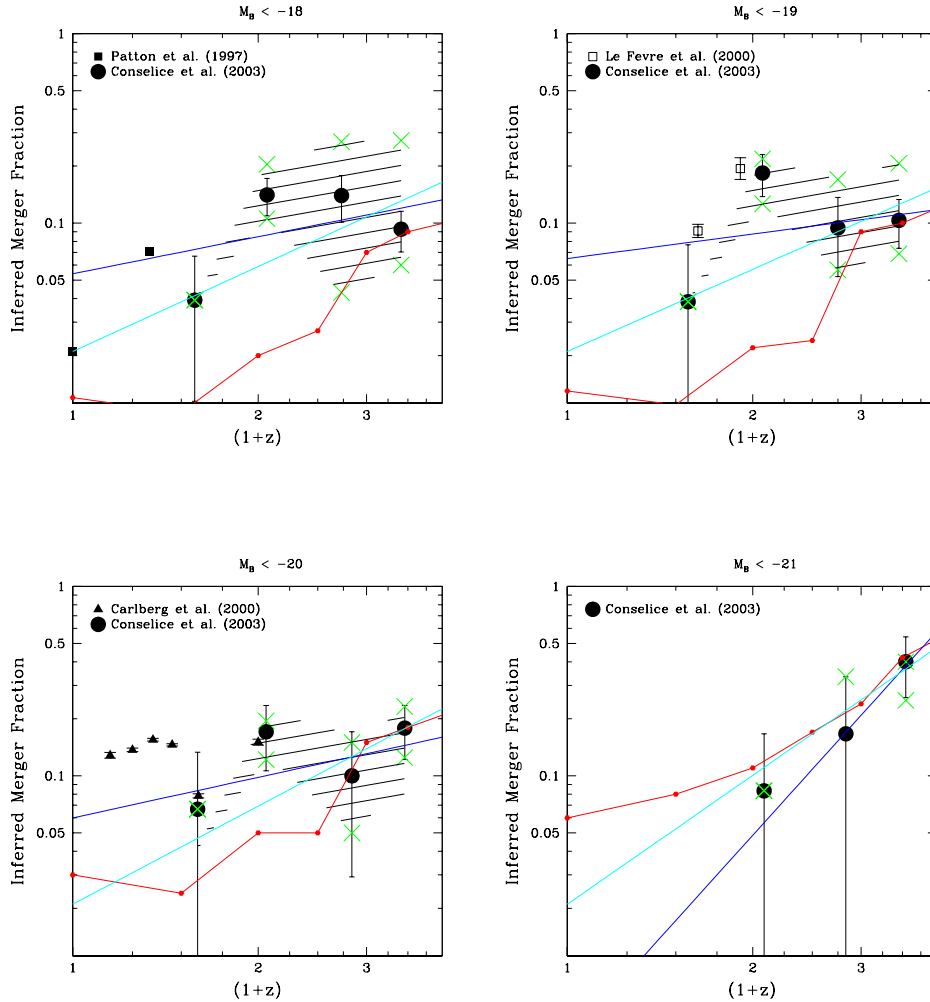 M_B < -18
Inferred Merger Fraction
1
0.5
0.1
0.05
Patton et al. (1997)
Conselice et al. (2003)
1
2
3
(1+z)
M_B < -19
Inferred Merger Fraction
1
0.5
0.1
0.05
Le Fevre et al. (2000)
Conselice et al. (2003)
1
2
3
(1+z)
M_B < -20
Inferred Merger Fraction
1
0.5
0.1
0.05
Carlberg et al. (2000)
Conselice et al. (2003)
1
2
3
(1+z)
M_B < -21
Inferred Merger Fraction
1
0.5
0.1
0.05
Conselice et al. (2003)
1
2
3
(1+z)